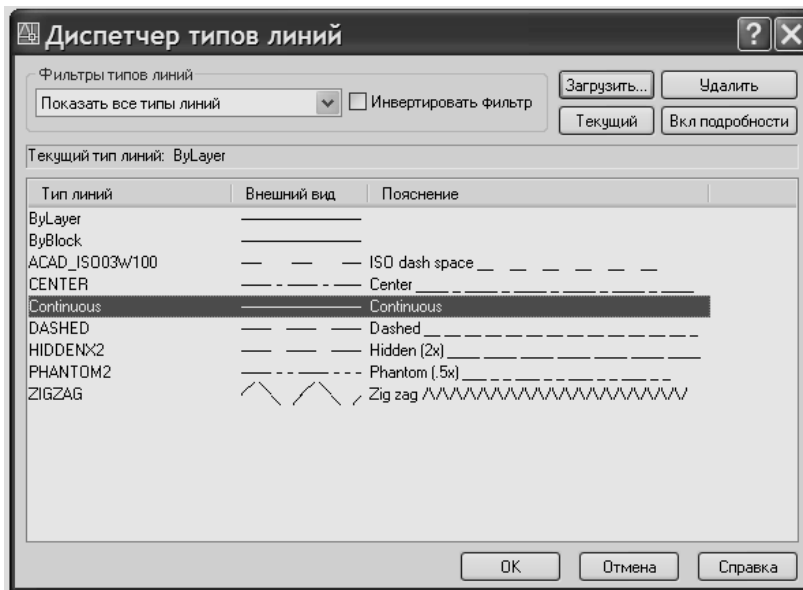 Диспетчер типов линий
Фильтры типов линий
Показать все типы линий
Инвертировать фильтр
Загрузить...
Удалить
Текущий
Вкл подробности
Текущий тип линий: ByLayer
Тип линий Внешний вид Пояснение
ByLayer
ByBlock
ACAD_ISO03W100 ISO dash space
CENTER Center
Continuous Continuous
DASHED Dashed
HIDDENX2 Hidden (2x)
PHANTOM2 Phantom (.5x)
ZIGZAG Zig zag
OK Отмена Справка